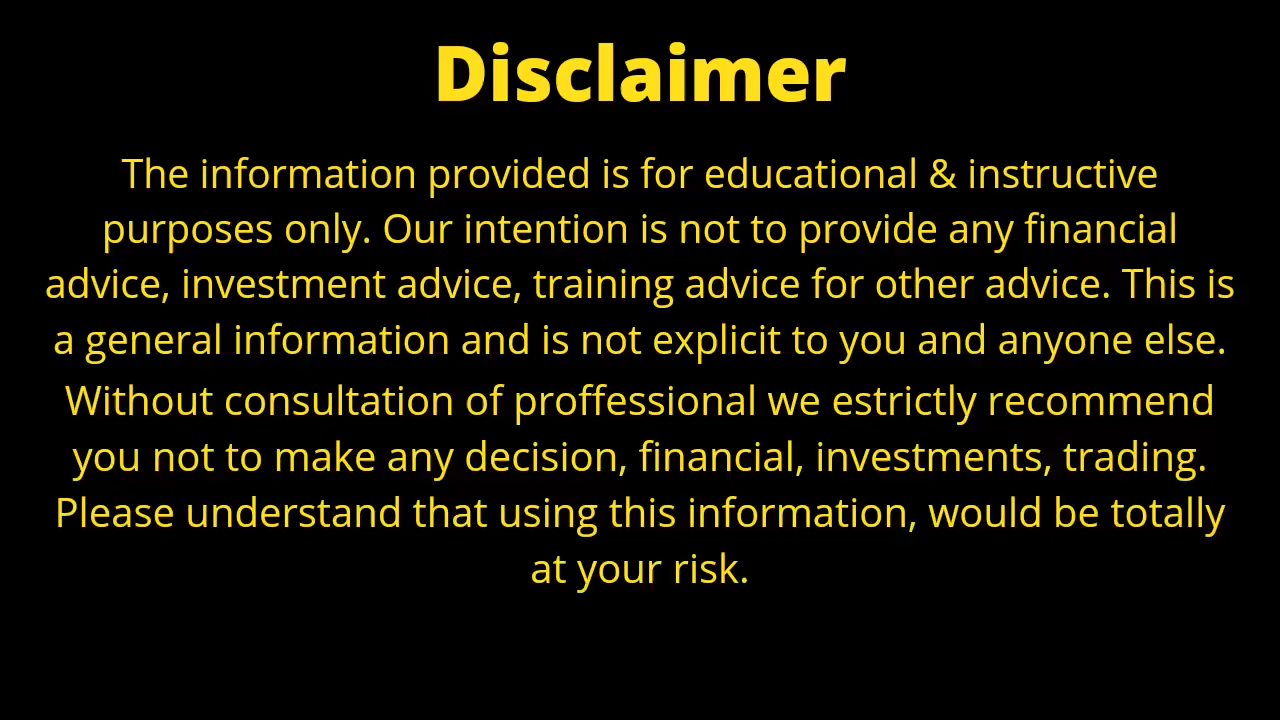 Disclaimer
The information provided is for educational & instructive
purposes only. Our intention is not to provide any financial
advice, investment advice, training advice for other advice. This is
a general information and is not explicit to you and anyone else.
Without consultation of proffessional we estrictly recommend
you not to make any decision, financial, investments, trading.
Please understand that using this information, would be totally
at your risk.